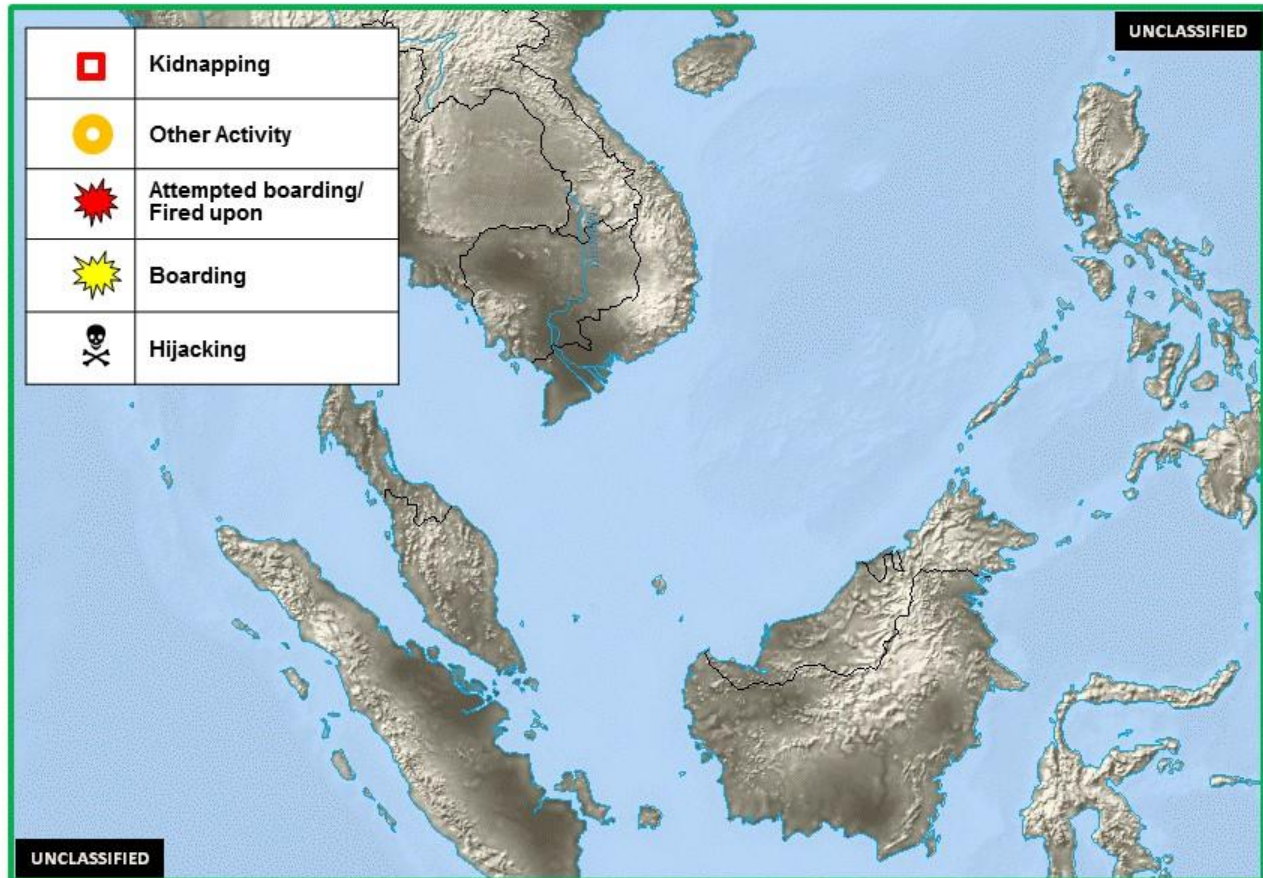 UNCLASSIFIED
Kidnapping
Other Activity
Attempted boarding/
Fired upon
Boarding
Hijacking
UNCLASSIFIED